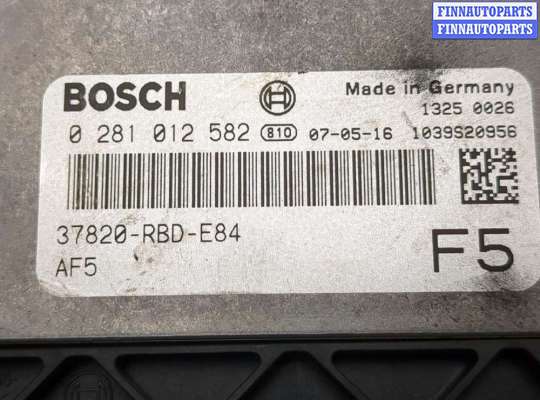 FINNAUTOPARTS
FINNAUTOPARTS
BOSCH
Made in Germany
1325 0026
0 281 012 582 810 07-05-16 1039S20956
37820-RBD-E84
AF5
F5